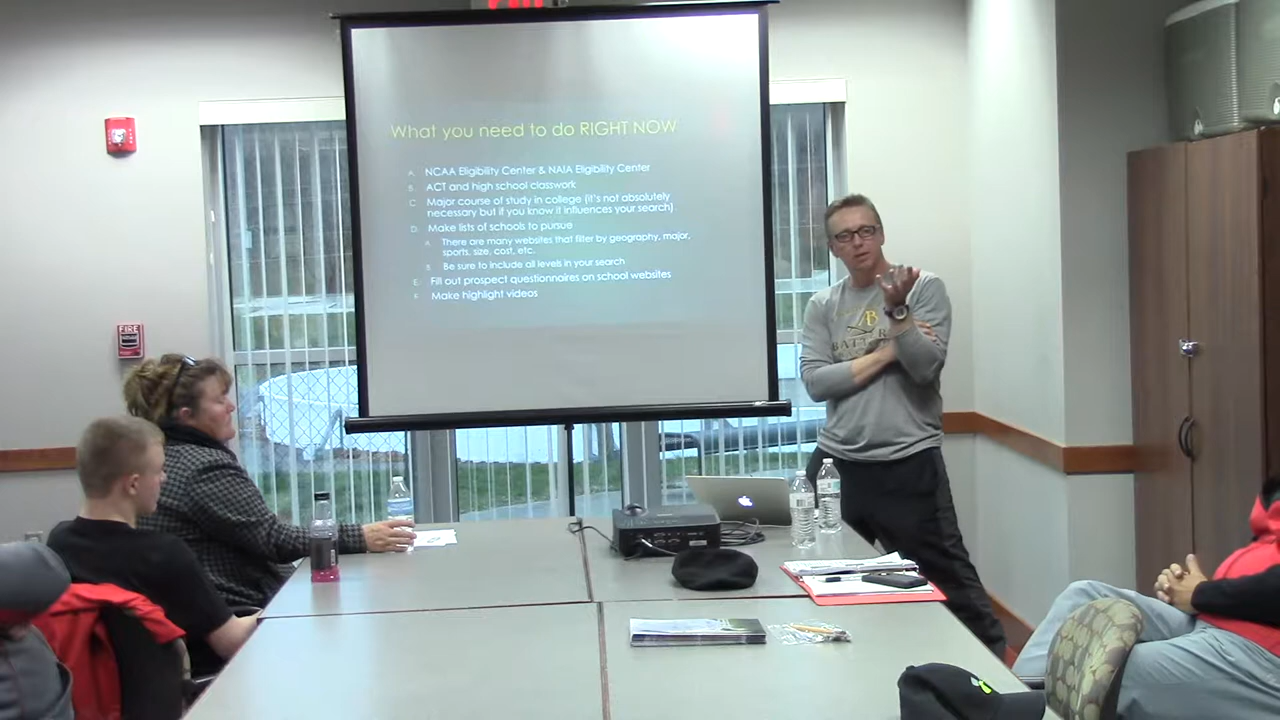 What you need to do RIGHT NOW
A. NCAA Eligibility Center & NAIA Eligibility Center
B. ACT and high school classwork
C. Major course of study in college (it's not absolutely
necessary but if you know it influences your search)
D. Make lists of schools to pursue
A. There are many websites that filter by geography, major,
sports, size, cost, etc.
B. Be sure to include all levels in your search
E. Fill out prospect questionnaires on school websites
F. Make highlight videos
FIRE